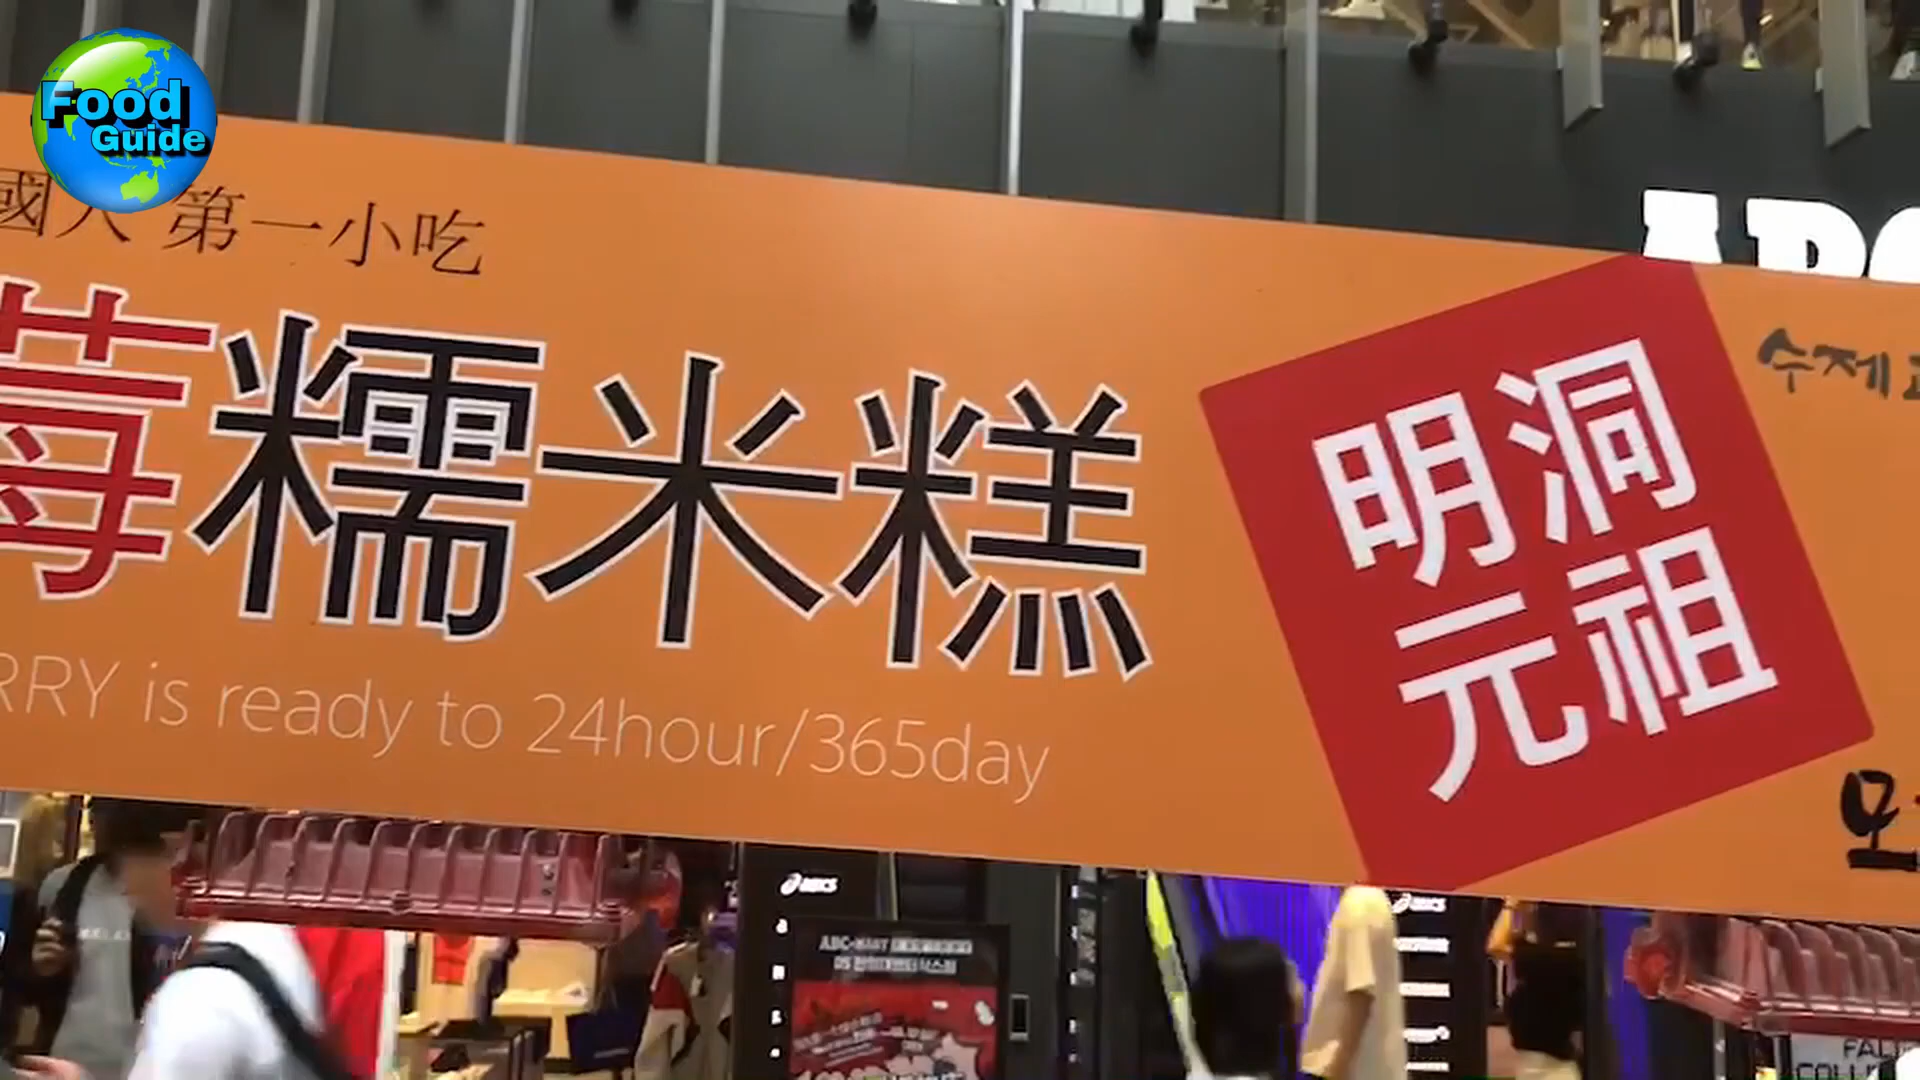 Food
Guide
國人 第一小吃
莓糯米糕
RRY is ready to 24hour/365day
明洞
元祖
수제
ABC-MART
asics
asics